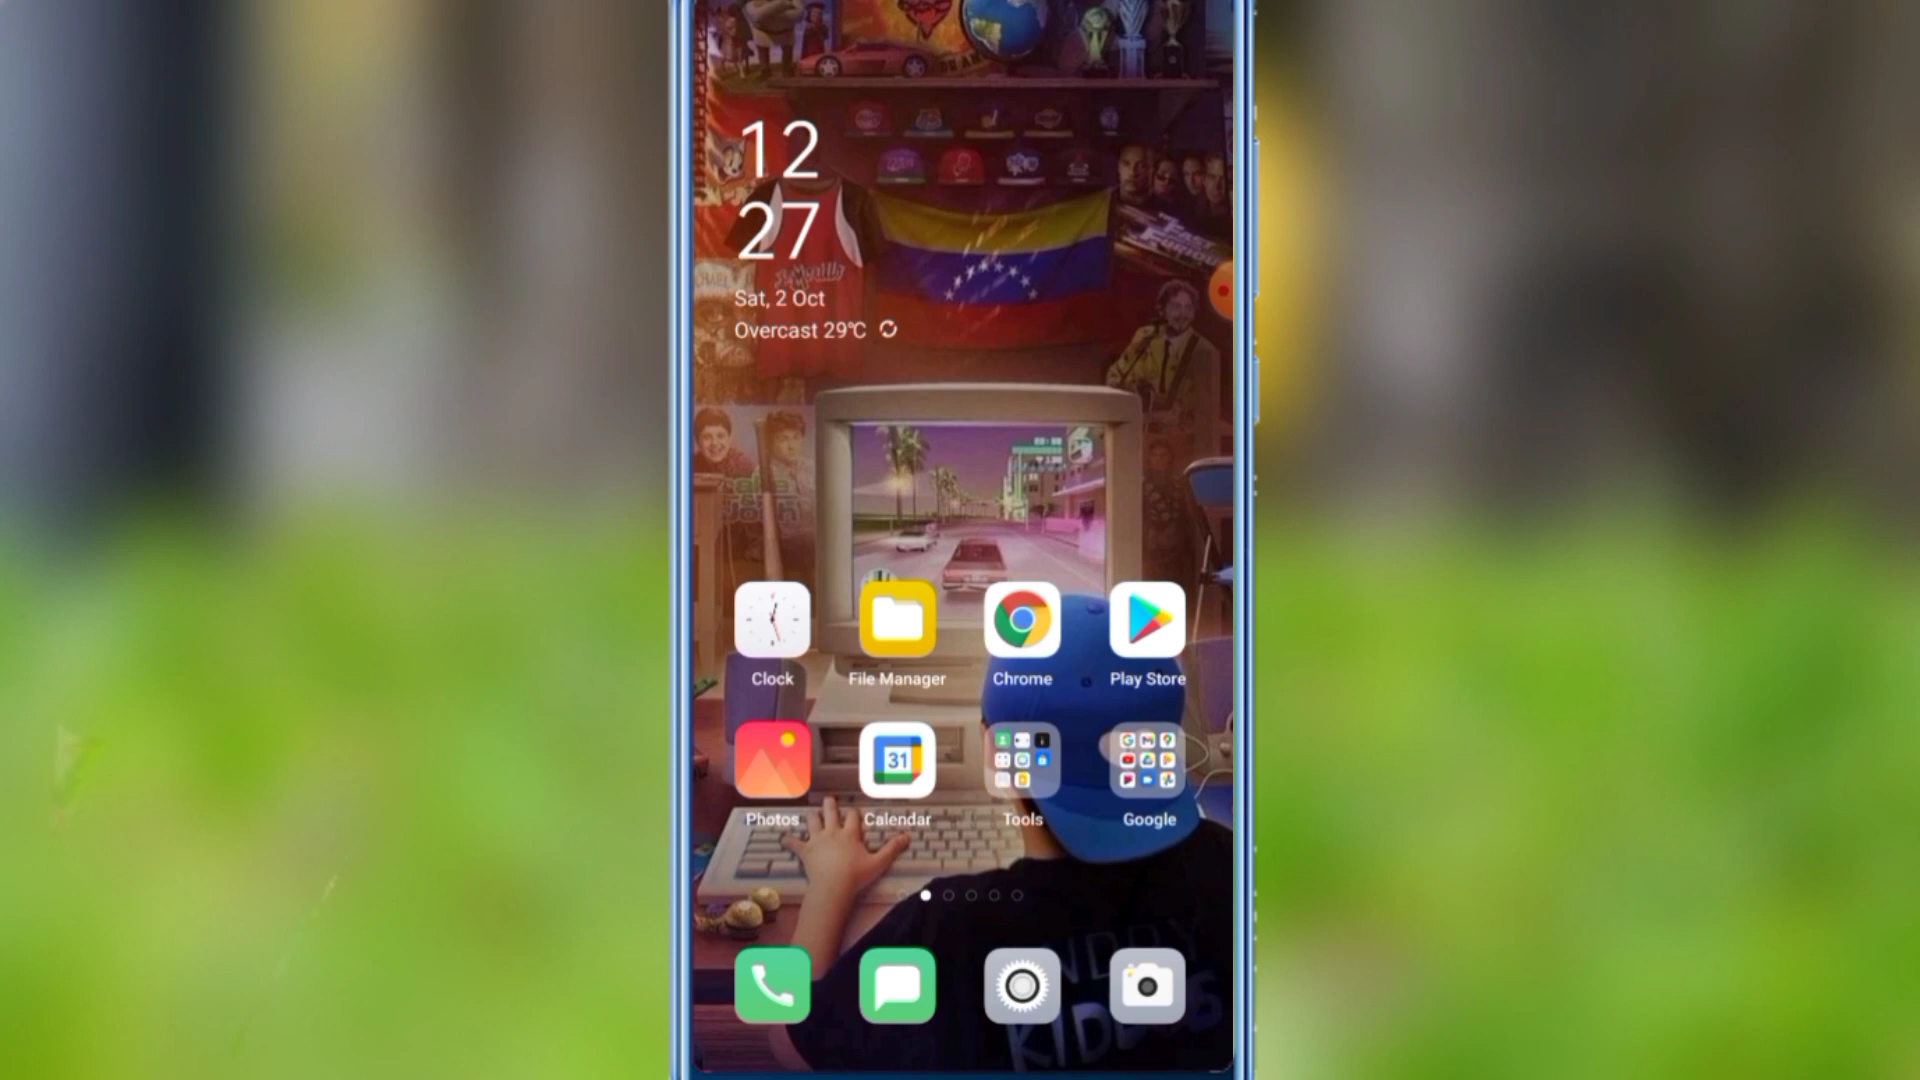 12
27
Sat, 2 Oct
Overcast 29℃
Clock
File Manager
Chrome
Play Store
31
Photos
Calendar
Tools
Google